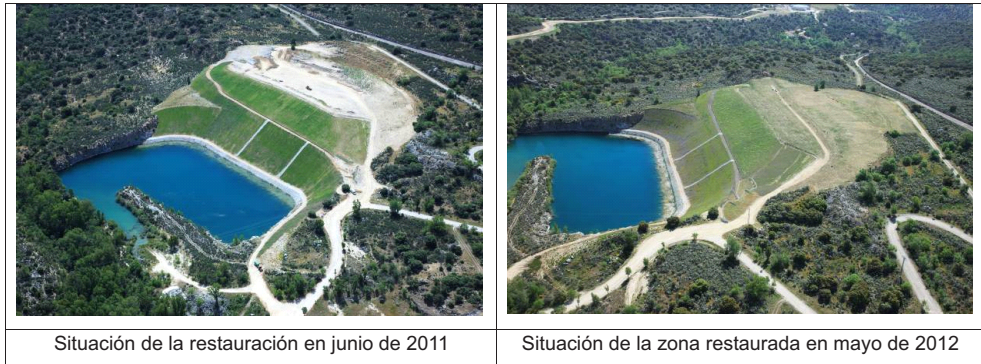 Situación de la restauración en junio de 2011
Situación de la zona restaurada en mayo de 2012